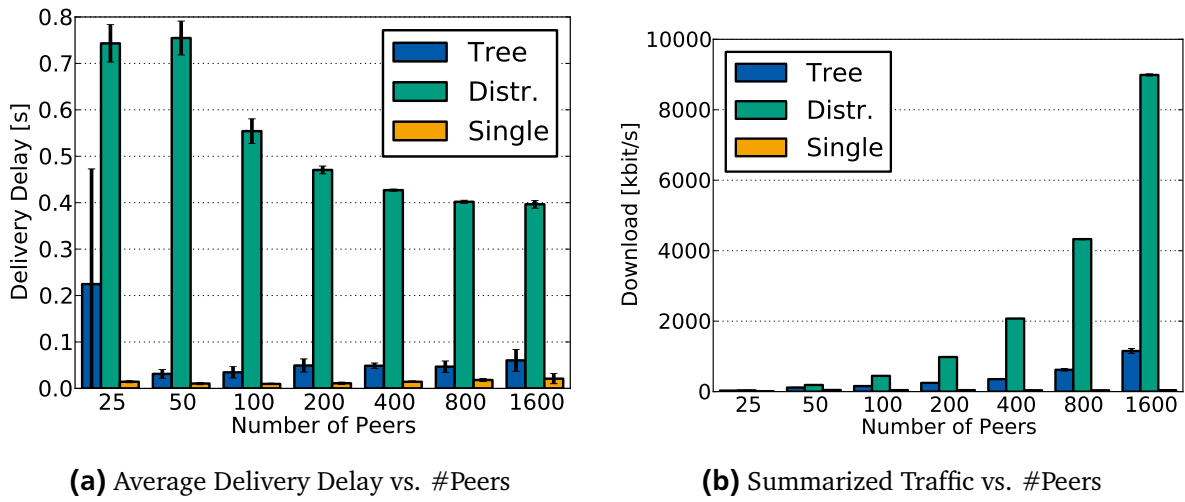 0.8
0.7
0.6
0.5
0.4
0.3
0.2
0.1
0.0
Delivery Delay [s]
Tree
Distr.
Single
25 50 100 200 400 800 1600
Number of Peers
(a) Average Delivery Delay vs. #Peers
10000
8000
6000
4000
2000
0
Download [kbit/s]
Tree
Distr.
Single
25 50 100 200 400 800 1600
Number of Peers
(b) Summarized Traffic vs. #Peers